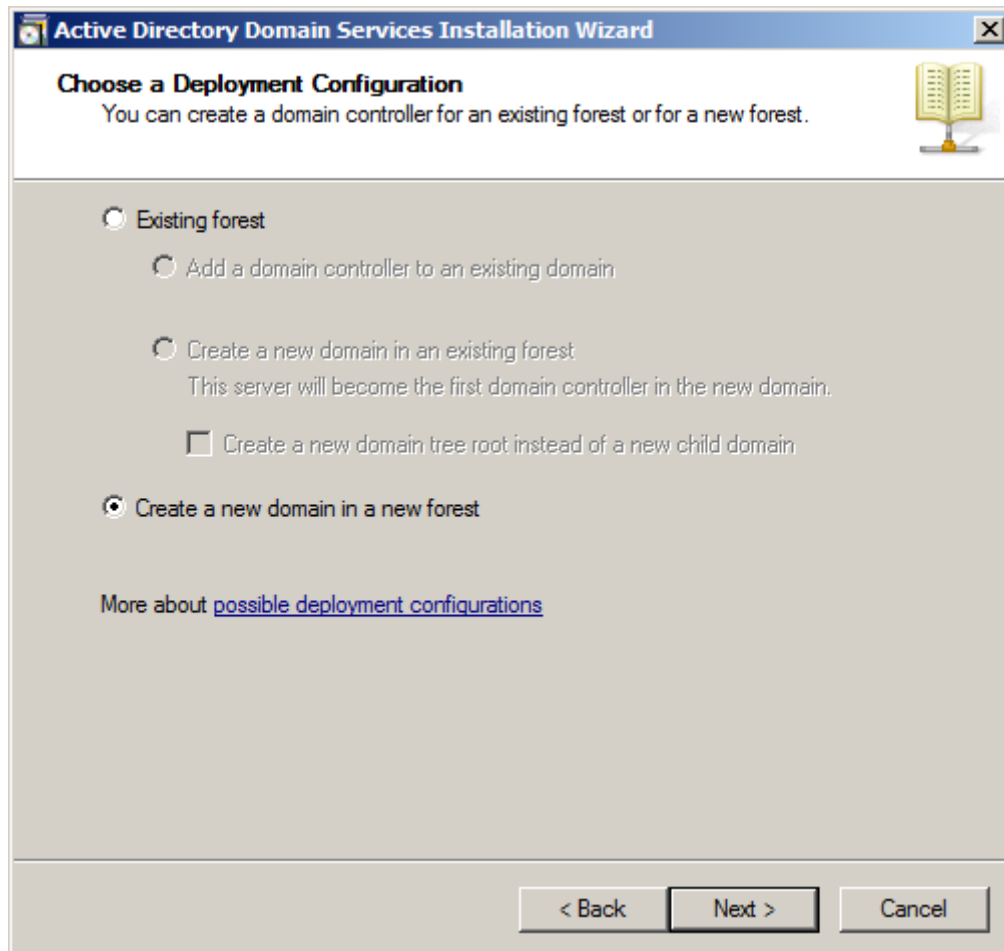 Active Directory Domain Services Installation Wizard
Choose a Deployment Configuration
You can create a domain controller for an existing forest or for a new forest.
Existing forest
Add a domain controller to an existing domain
Create a new domain in an existing forest
This server will become the first domain controller in the new domain.
Create a new domain tree root instead of a new child domain
Create a new domain in a new forest
More about possible deployment configurations
< Back Next > Cancel